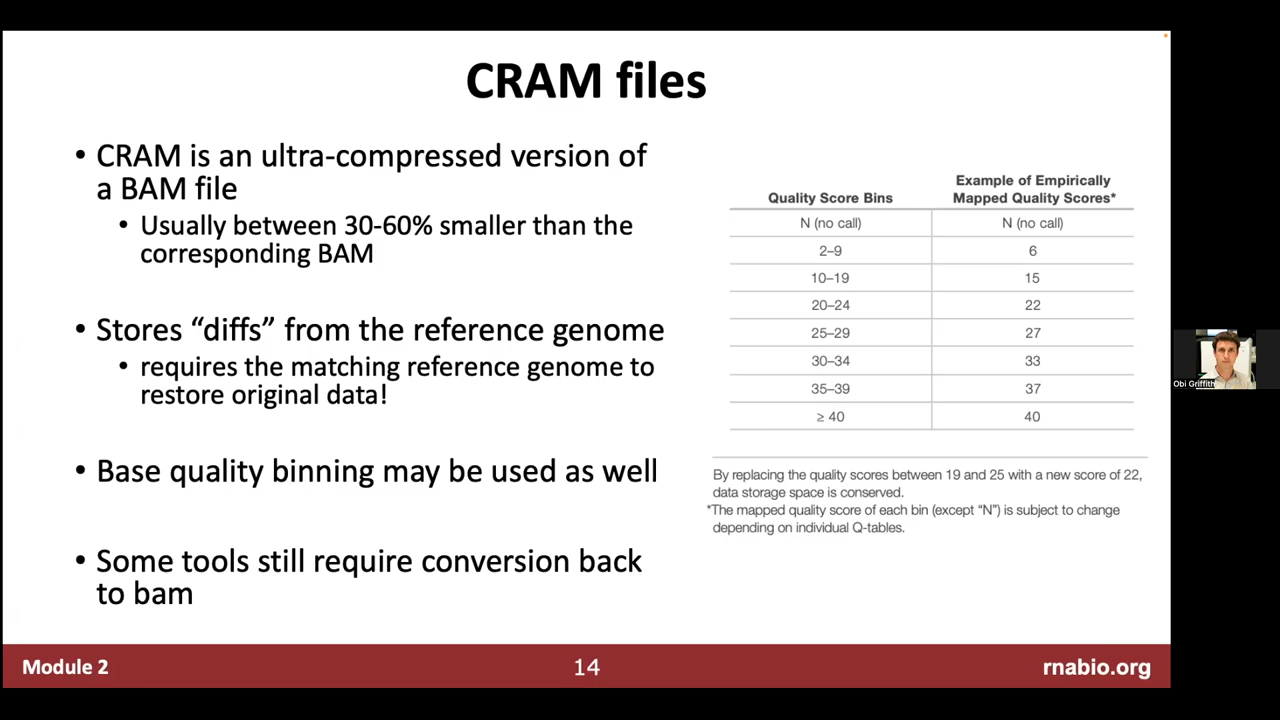 CRAM files
• CRAM is an ultra-compressed version of
a BAM file
• Usually between 30-60% smaller than the
corresponding BAM
• Stores “diffs” from the reference genome
• requires the matching reference genome to
restore original data!
• Base quality binning may be used as well
• Some tools still require conversion back
to bam
Example of Empirically
Quality Score Bins Mapped Quality Scores*
N (no call) N (no call)
2–9 6
10–19 15
20–24 22
25–29 27
30–34 33
35–39 37
≥ 40 40
By replacing the quality scores between 19 and 25 with a new score of 22,
data storage space is conserved.
*The mapped quality score of each bin (except “N”) is subject to change
depending on individual Q-tables.
Obi Griffith
Module 2 14 rnabio.org